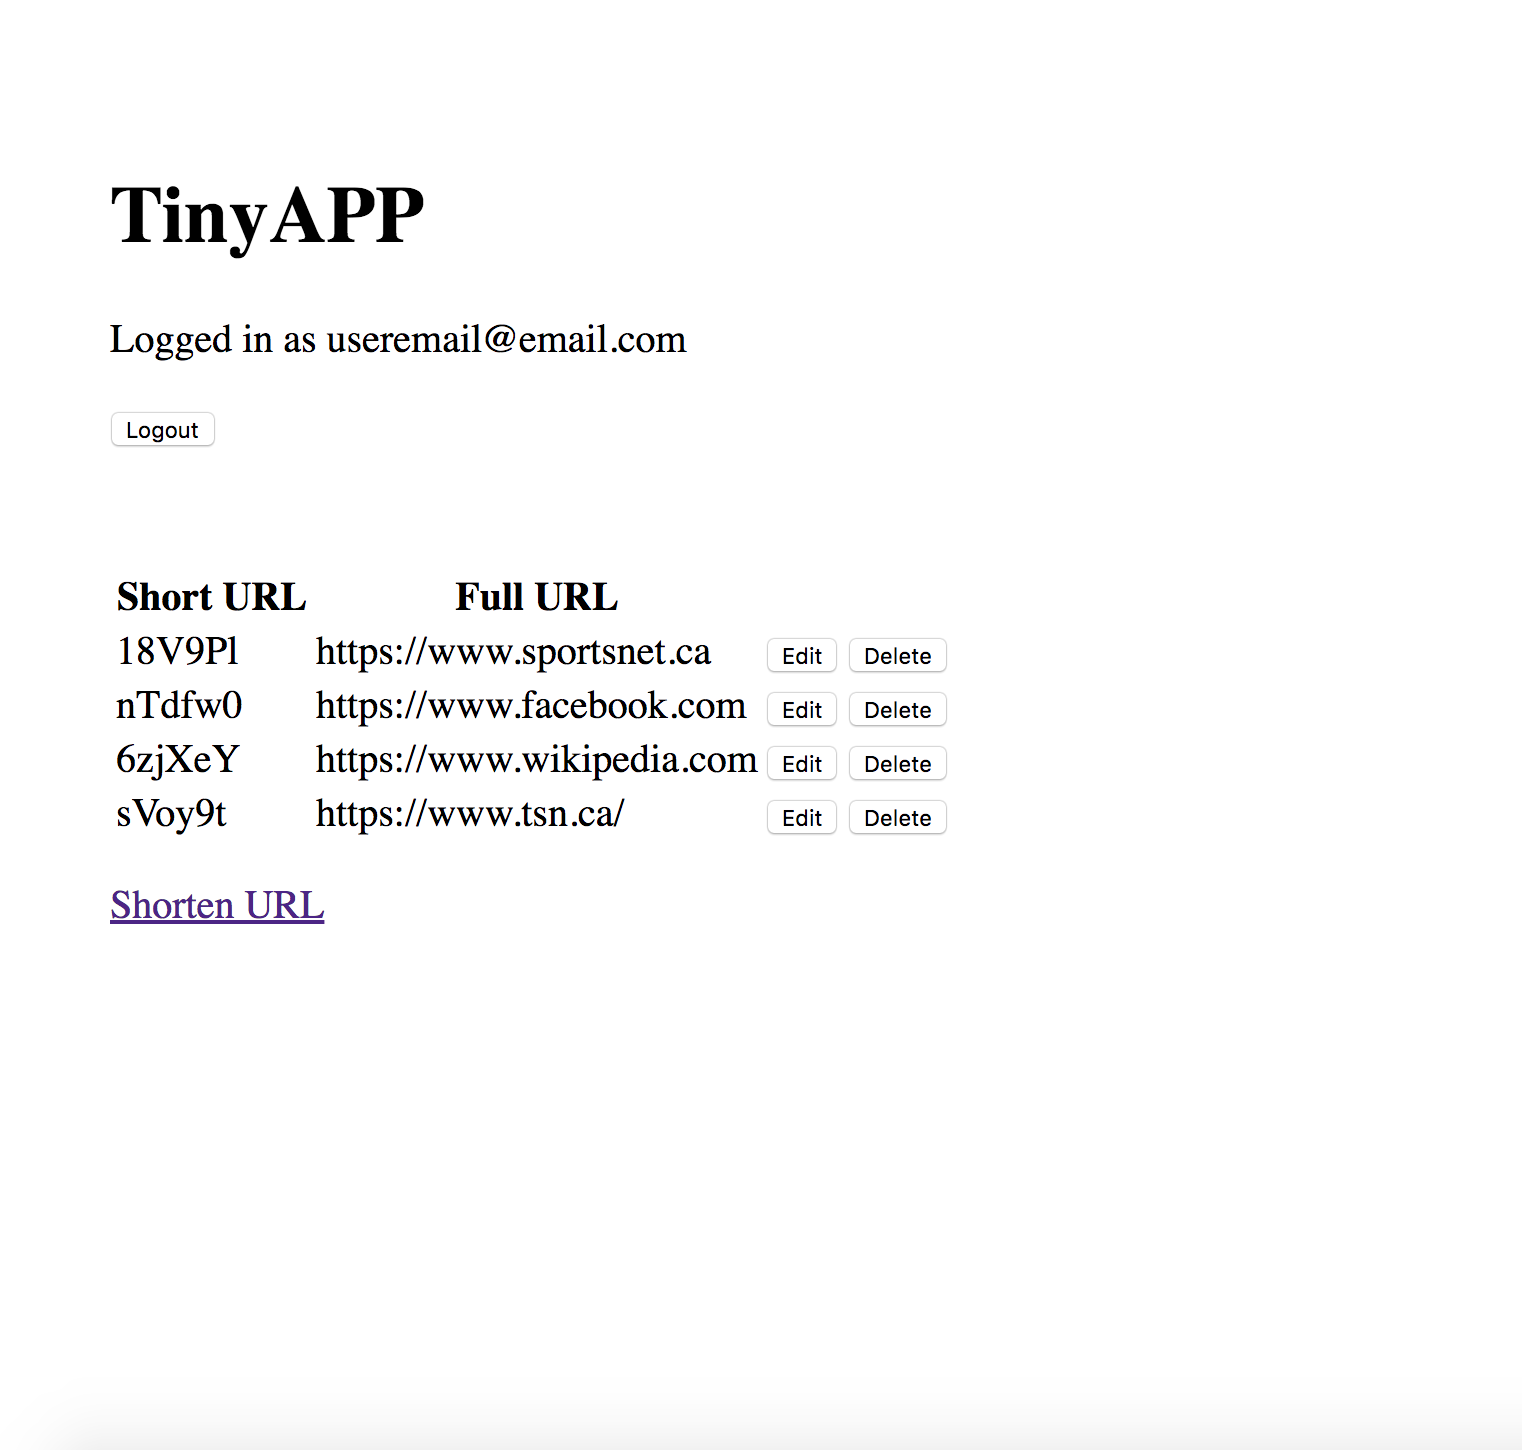 TinyAPP
Logged in as useremail@email.com
Logout
Short URL Full URL
18V9Pl https://www.sportsnet.ca Edit Delete
nTdfw0 https://www.facebook.com Edit Delete
6zjXeY https://www.wikipedia.com Edit Delete
sVoy9t https://www.tsn.ca/ Edit Delete
Shorten URL